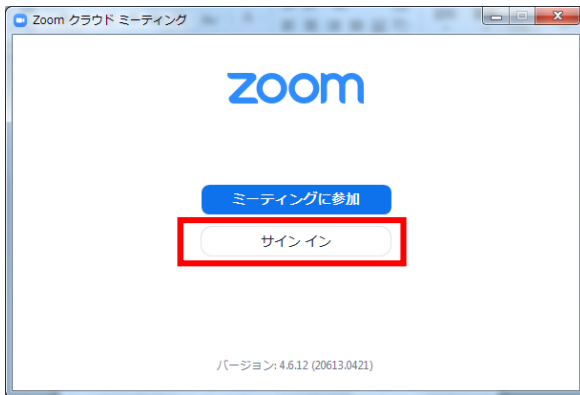 Zoom クラウド ミーティング
zoom
ミーティングに参加
サイン イン
バージョン: 4.6.12 (20613.0421)